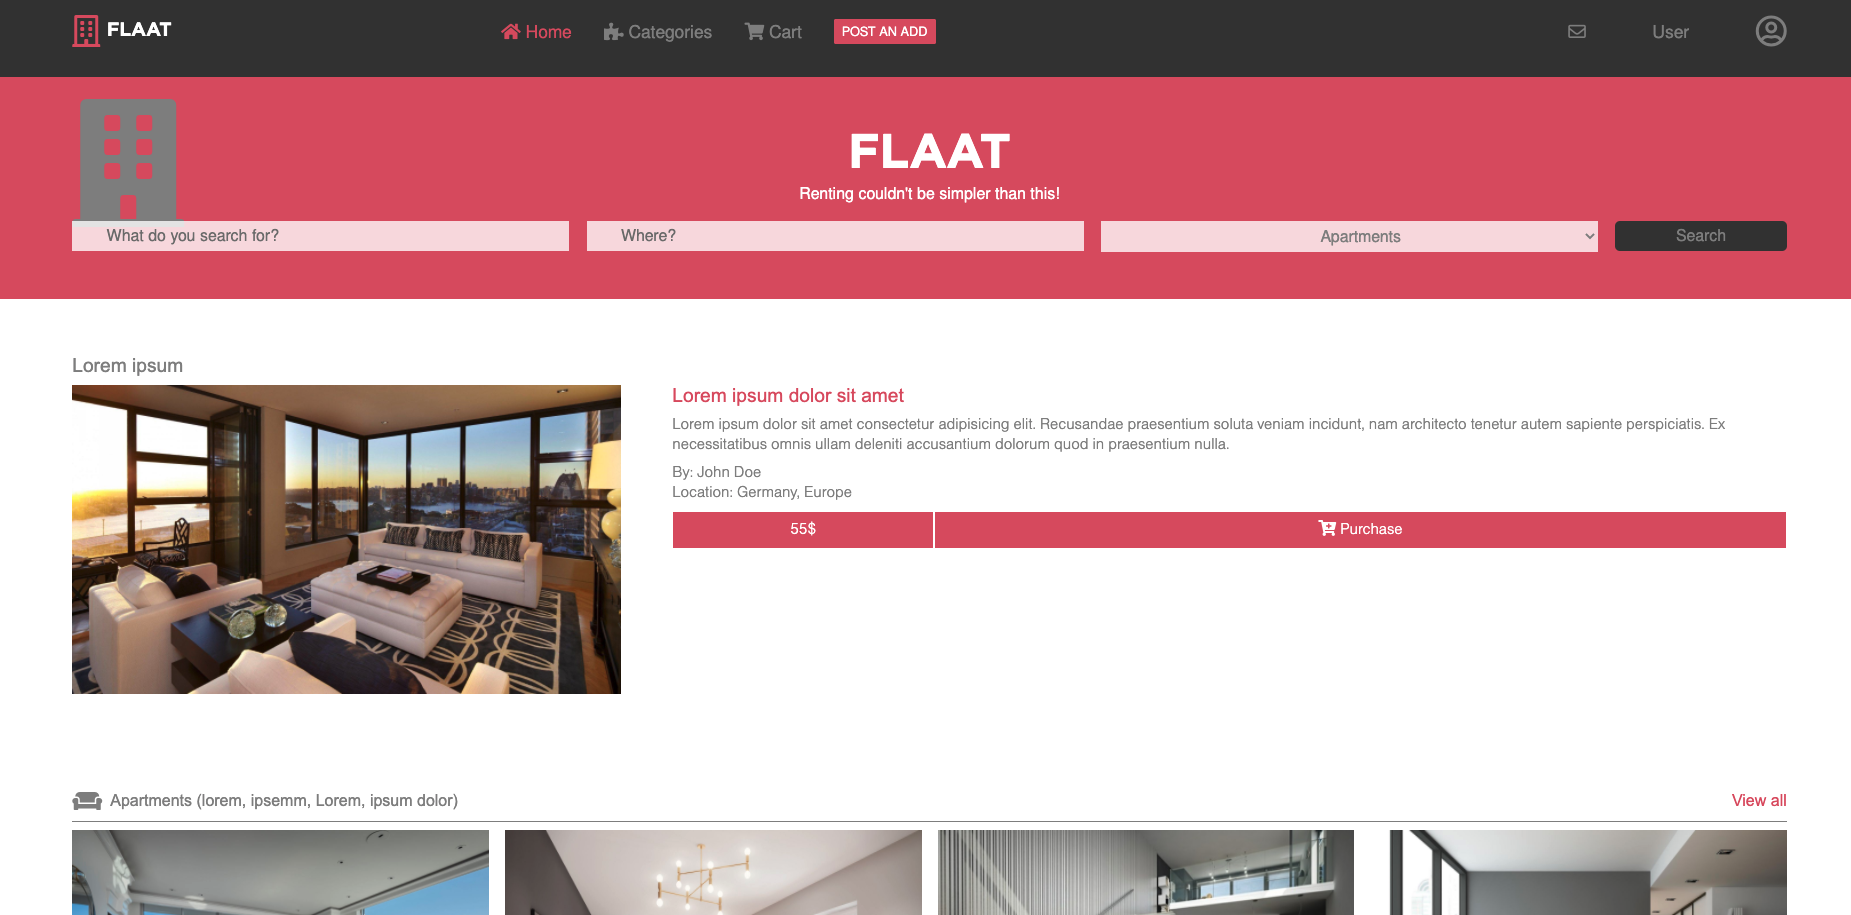 FLAAT
Home
Categories
Cart
POST AN ADD
User
FLAAT
Renting couldn't be simpler than this!
What do you search for?
Where?
Apartments
Search
Lorem ipsum
Lorem ipsum dolor sit amet
Lorem ipsum dolor sit amet consectetur adipisicing elit. Recusandae praesentium soluta veniam incidunt, nam architecto tenetur autem sapiente perspiciatis. Ex
necessitatibus omnis ullam deleniti accusantium dolorum quod in praesentium nulla.
By: John Doe
Location: Germany, Europe
55$
Purchase
Apartments (lorem, ipsemm, Lorem, ipsum dolor)
View all